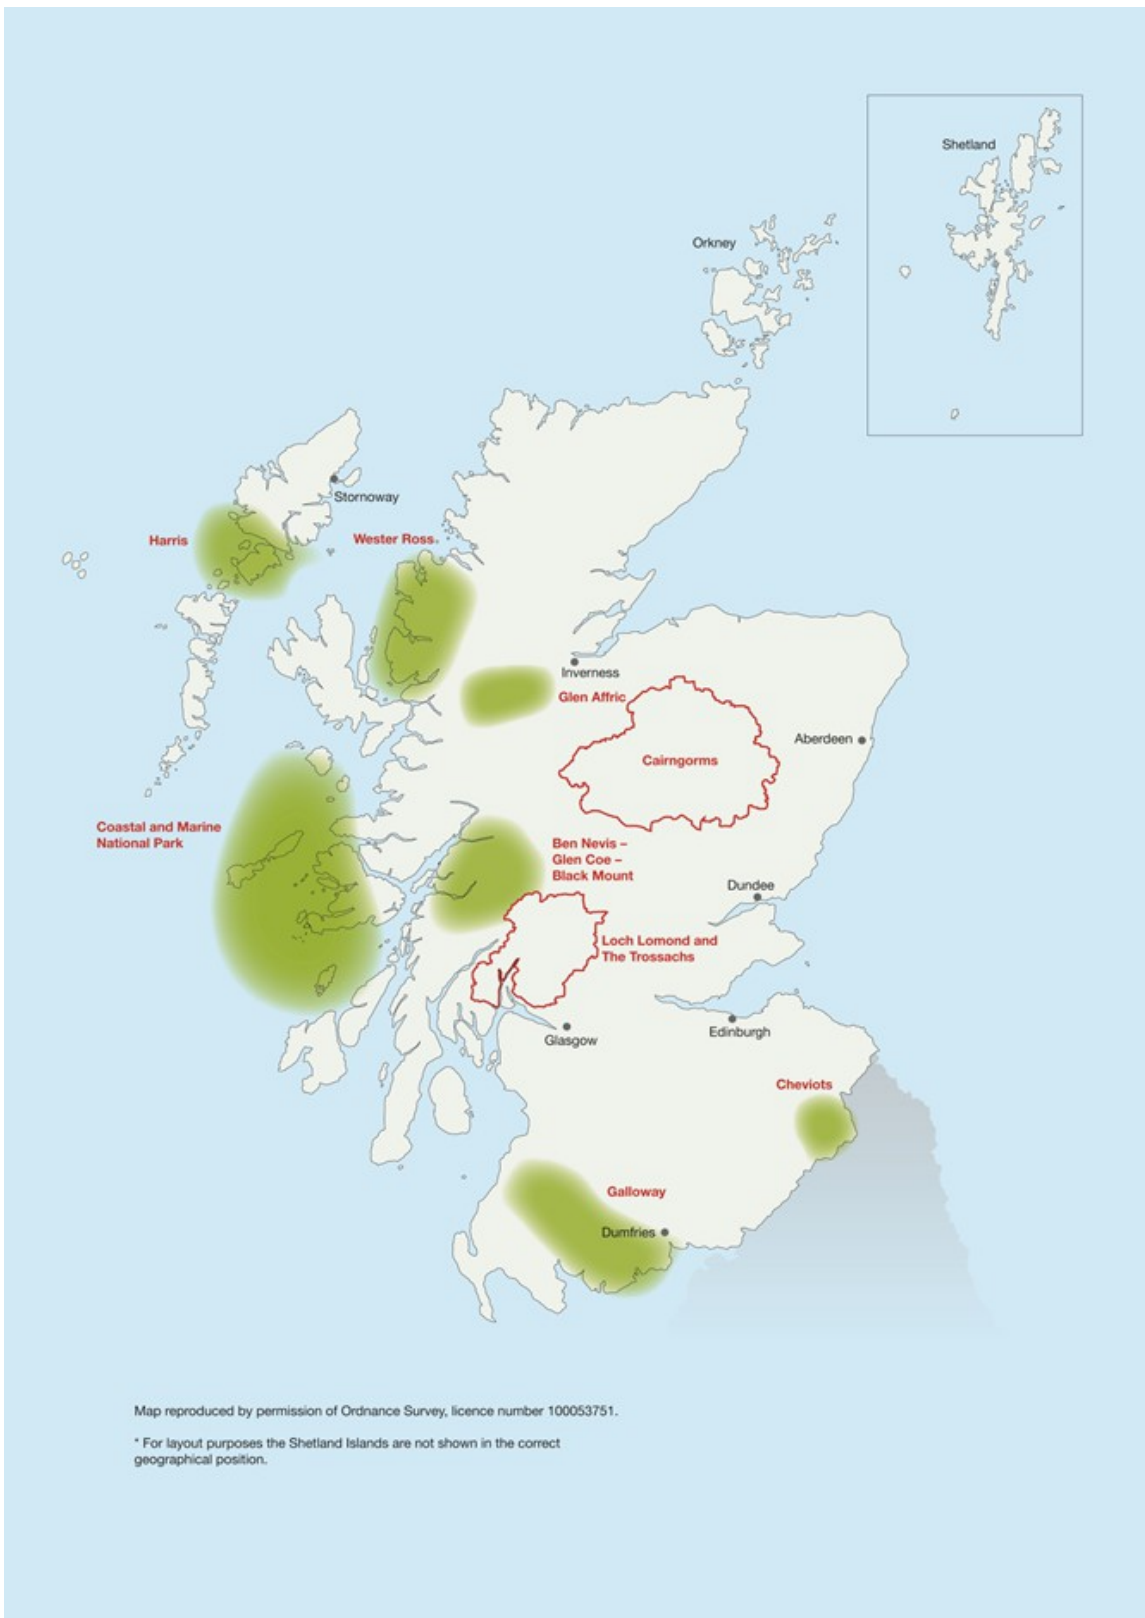 Shetland
Orkney
Stornoway
Harris
Wester Ross
Inverness
Glen Affric
Aberdeen
Cairngorms
Coastal and Marine
National Park
Ben Nevis –
Glen Coe –
Black Mount
Dundee
Loch Lomond and
The Trossachs
Edinburgh
Glasgow
Cheviots
Galloway
Dumfries
Map reproduced by permission of Ordnance Survey, licence number 100053751.
* For layout purposes the Shetland Islands are not shown in the correct
geographical position.